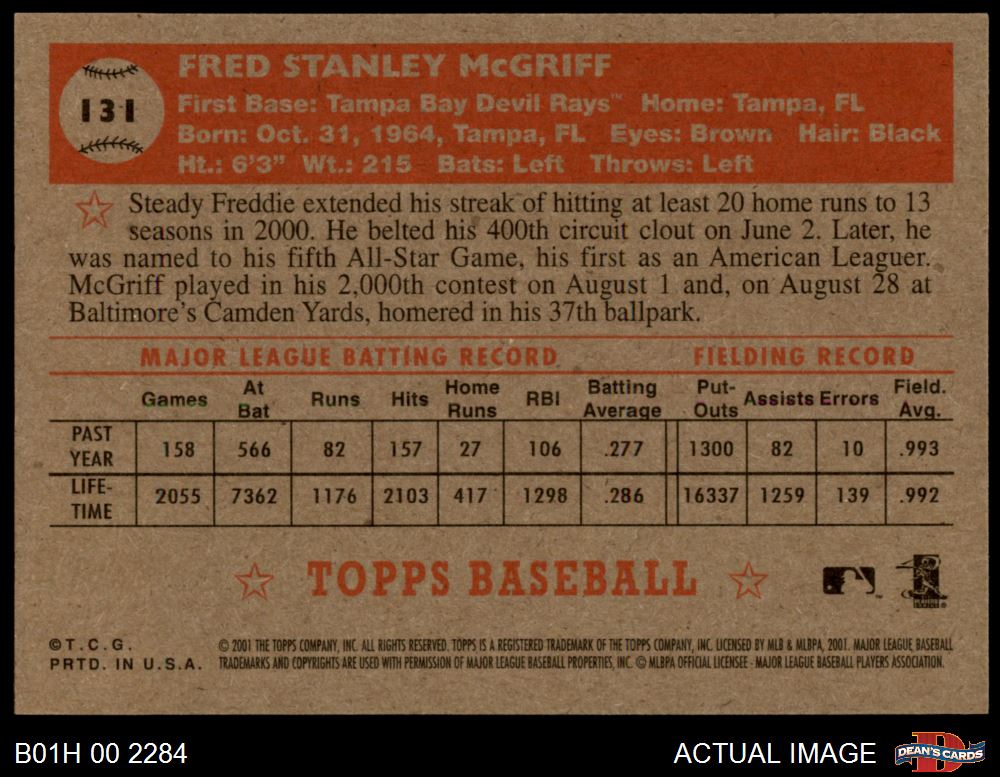 131
FRED STANLEY McGRIFF
First Base: Tampa Bay Devil Rays™ Home: Tampa, FL
Born: Oct. 31, 1964, Tampa, FL Eyes: Brown Hair: Black
Ht.: 6'3" Wt.: 215 Bats: Left Throws: Left
Steady Freddie extended his streak of hitting at least 20 home runs to 13
seasons in 2000. He belted his 400th circuit clout on June 2. Later, he
was named to his fifth All-Star Game, his first as an American Leaguer.
McGriff played in his 2,000th contest on August 1 and, on August 28 at
Baltimore's Camden Yards, homered in his 37th ballpark.
MAJOR LEAGUE BATTING RECORD FIELDING RECORD
Games At Bat Runs Hits Home Runs RBI Batting Average Put-Outs Assists Errors Field. Avg.
PAST YEAR 158 566 82 157 27 106 .277 1300 82 10 .993
LIFE-TIME 2055 7362 1176 2103 417 1298 .286 16337 1259 139 .992
TOPPS BASEBALL
©T.C.G.
PRTD. IN U.S.A.
© 2001 THE TOPPS COMPANY, INC. ALL RIGHTS RESERVED. TOPPS IS A REGISTERED TRADEMARK OF THE TOPPS COMPANY, INC. LICENSED BY MLB & MLBPA, 2001. MAJOR LEAGUE BASEBALL
TRADEMARKS AND COPYRIGHTS ARE USED WITH PERMISSION OF MAJOR LEAGUE BASEBALL PROPERTIES, INC. © MLBPA OFFICIAL LICENSEE - MAJOR LEAGUE BASEBALL PLAYERS ASSOCIATION.
B01H 00 2284
ACTUAL IMAGE
DEAN'S CARDS